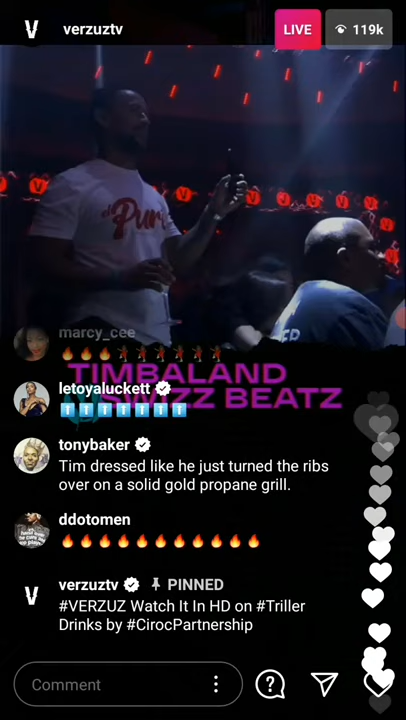 V verzuztv LIVE 119k
Pure
marcy_cee
🔥🔥🔥💃💃💃💃💃💃
TIMBALAND
SWIZZ BEATZ
letoyaluckett
⬆️⬆️⬆️⬆️⬆️⬆️⬆️
tonybaker
Tim dressed like he just turned the ribs
over on a solid gold propane grill.
ddotomen
🔥🔥🔥🔥🔥🔥🔥🔥🔥🔥🔥
V verzuztv PINNED
#VERZUZ Watch It In HD on #Triller
Drinks by #CirocPartnership
Comment